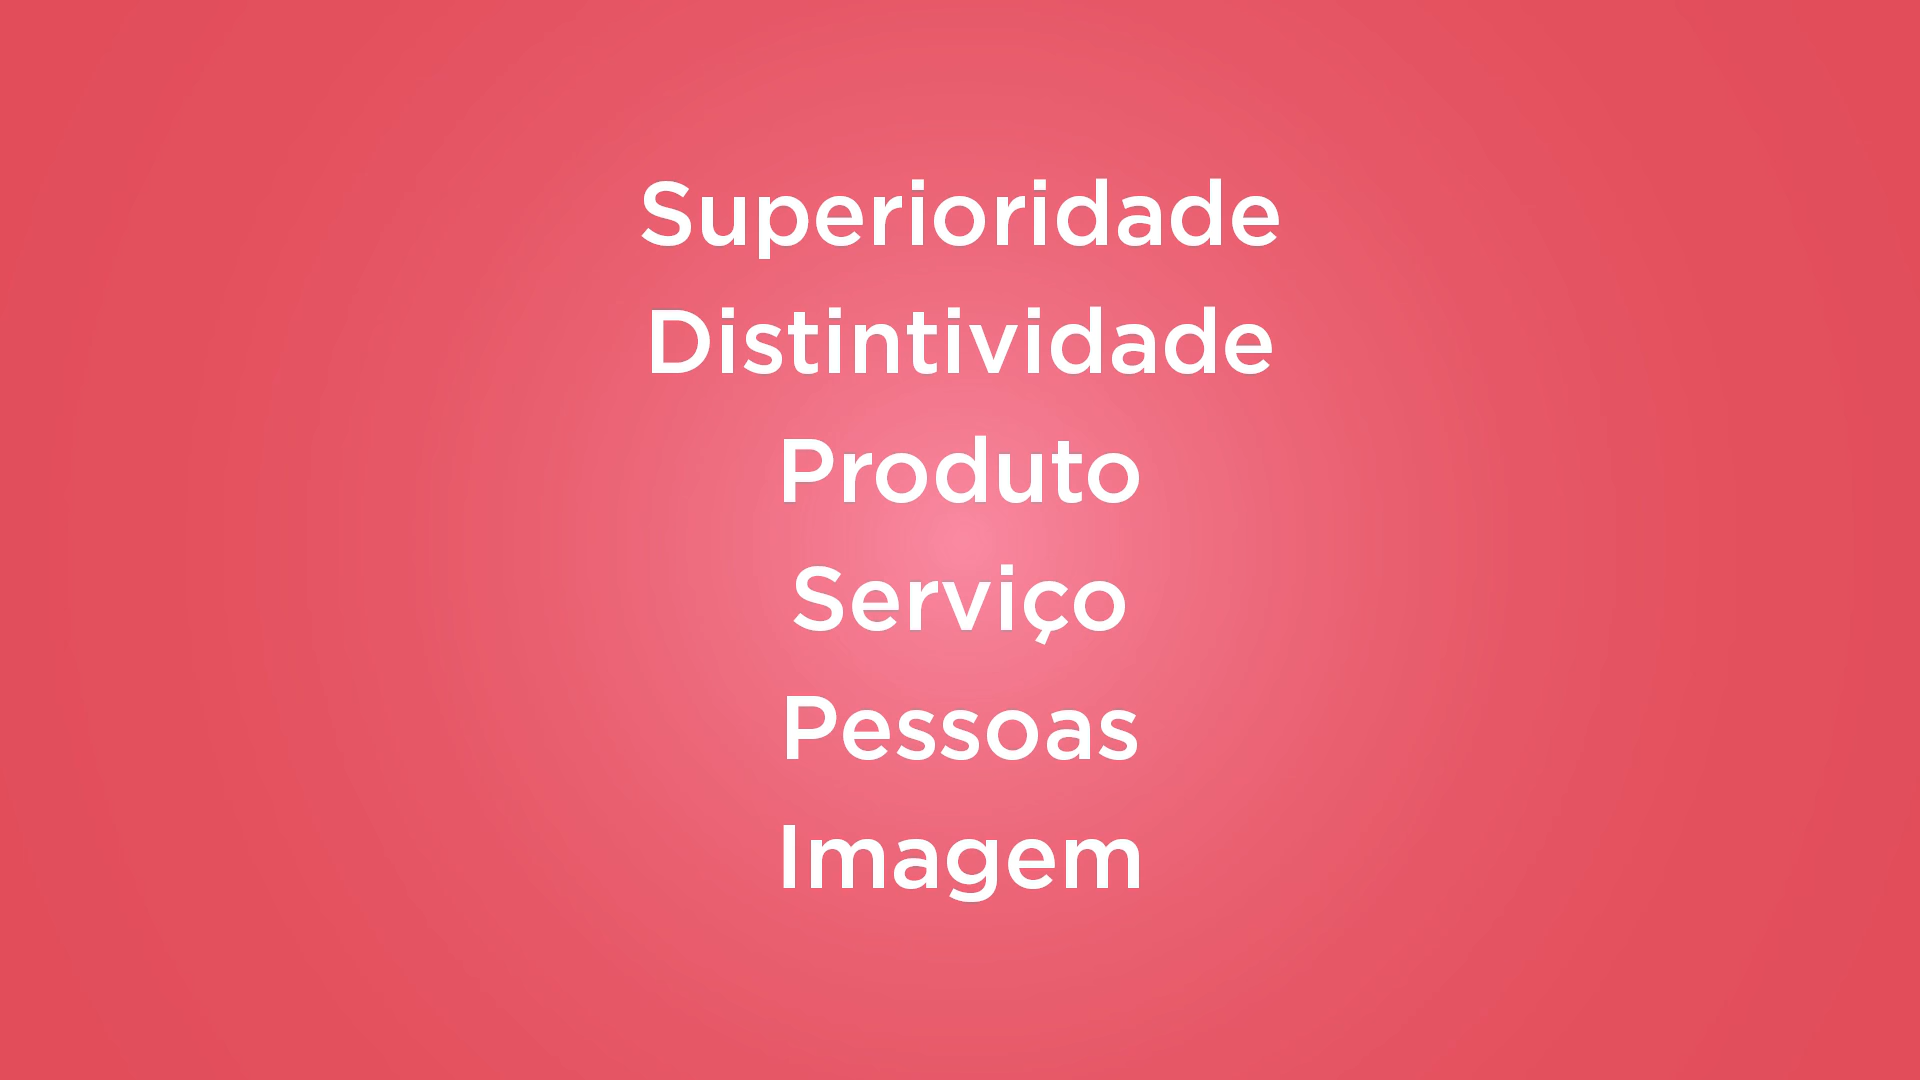 Superioridade
Distintividade
Produto
Serviço
Pessoas
Imagem